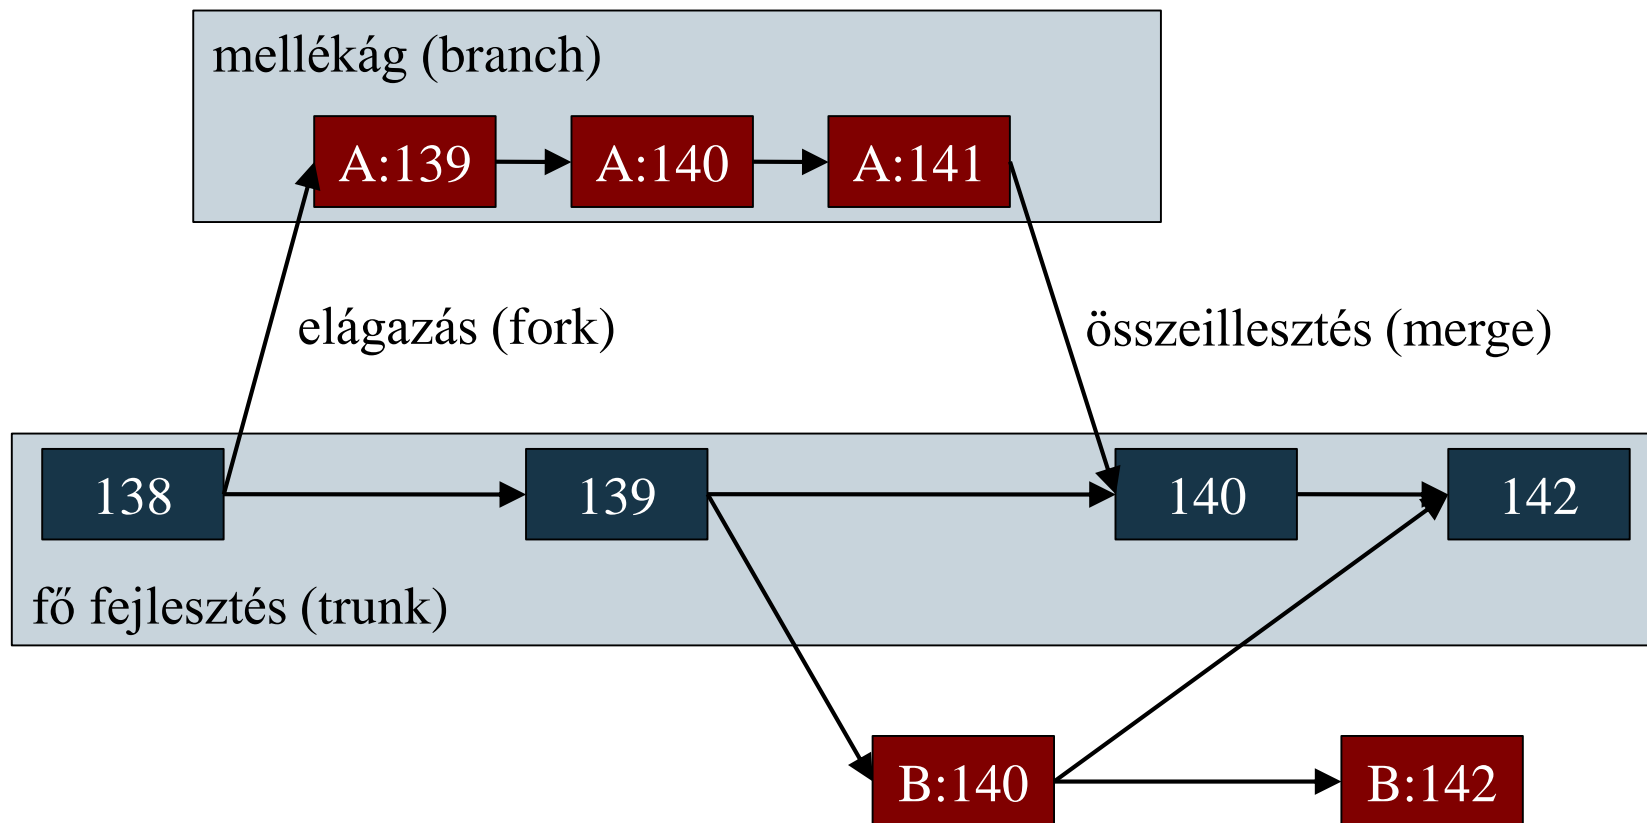 mellékág (branch)
A:139
A:140
A:141
elágazás (fork)
összeillesztés (merge)
138
139
140
142
fő fejlesztés (trunk)
B:140
B:142